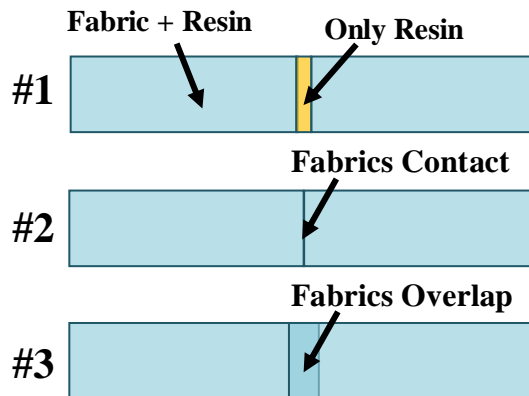 Fabric + Resin
Only Resin
#1
Fabrics Contact
#2
Fabrics Overlap
#3